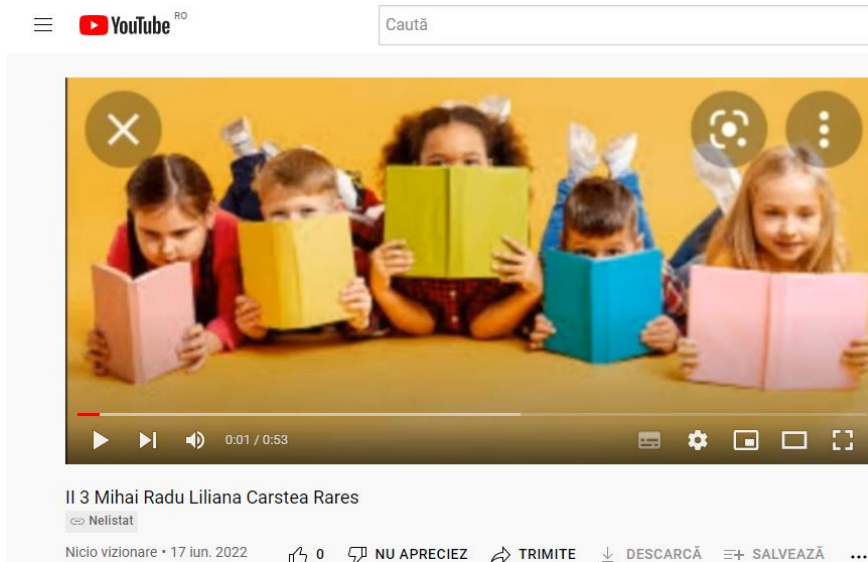 YouTube RO
Caută
0:01 / 0:53
II 3 Mihai Radu Liliana Carstea Rares
Nelistat
Nicio vizionare • 17 iun. 2022
0 NU APRECIEZ TRIMITE DESCARCĂ SALVEAZĂ ...